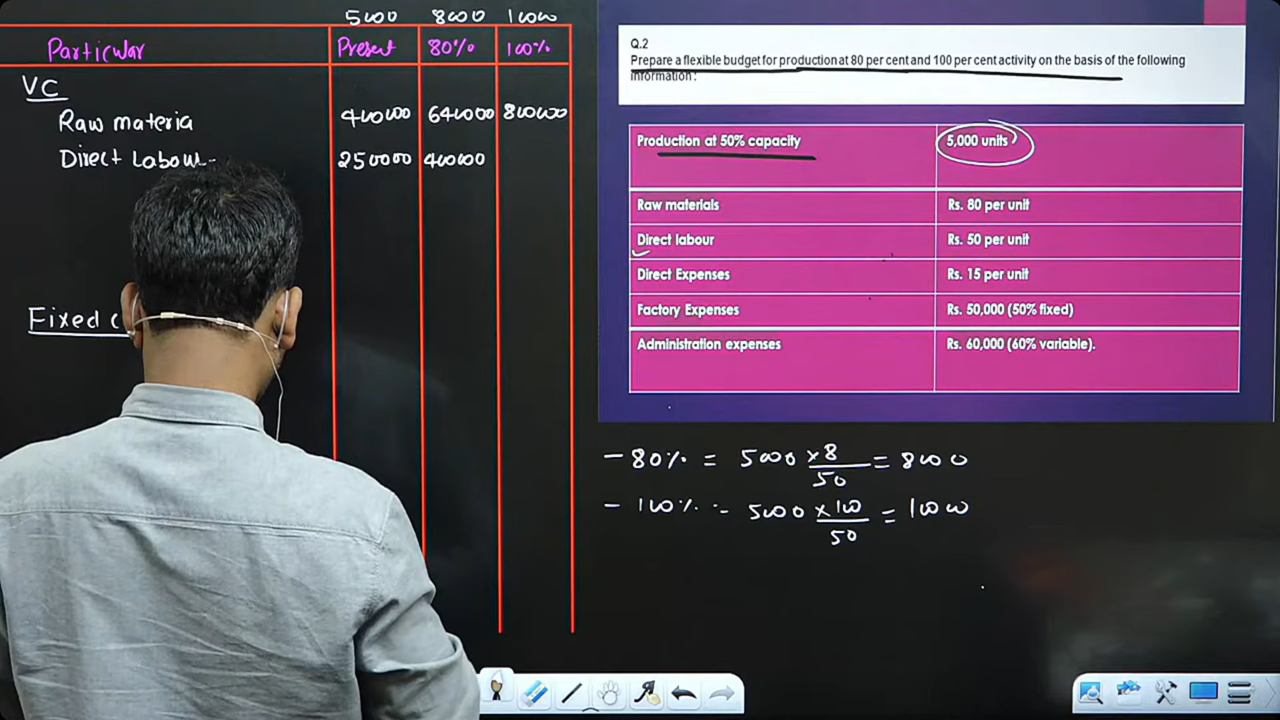 5000 8000 10000
Particular Present 80% 100%
VC
Raw materia 400000 640000 800000
Direct Labour 250000 400000
Fixed c
Q.2
Prepare a flexible budget for production at 80 per cent and 100 per cent activity on the basis of the following
information :
Production at 50% capacity 5,000 units
Raw materials Rs. 80 per unit
Direct labour Rs. 50 per unit
Direct Expenses Rs. 15 per unit
Factory Expenses Rs. 50,000 (50% fixed)
Administration expenses Rs. 60,000 (60% variable).
- 80% = 5000 × 8 / 50 = 8000
- 100% - 5000 × 100 / 50 = 10000